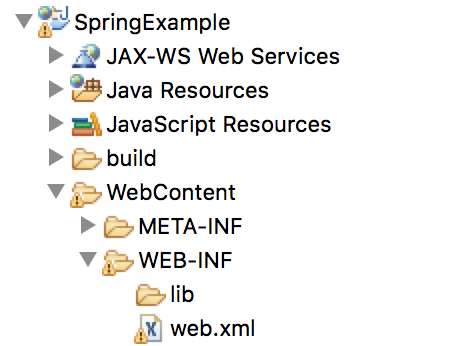 SpringExample
JAX-WS Web Services
Java Resources
JavaScript Resources
build
WebContent
META-INF
WEB-INF
lib
web.xml